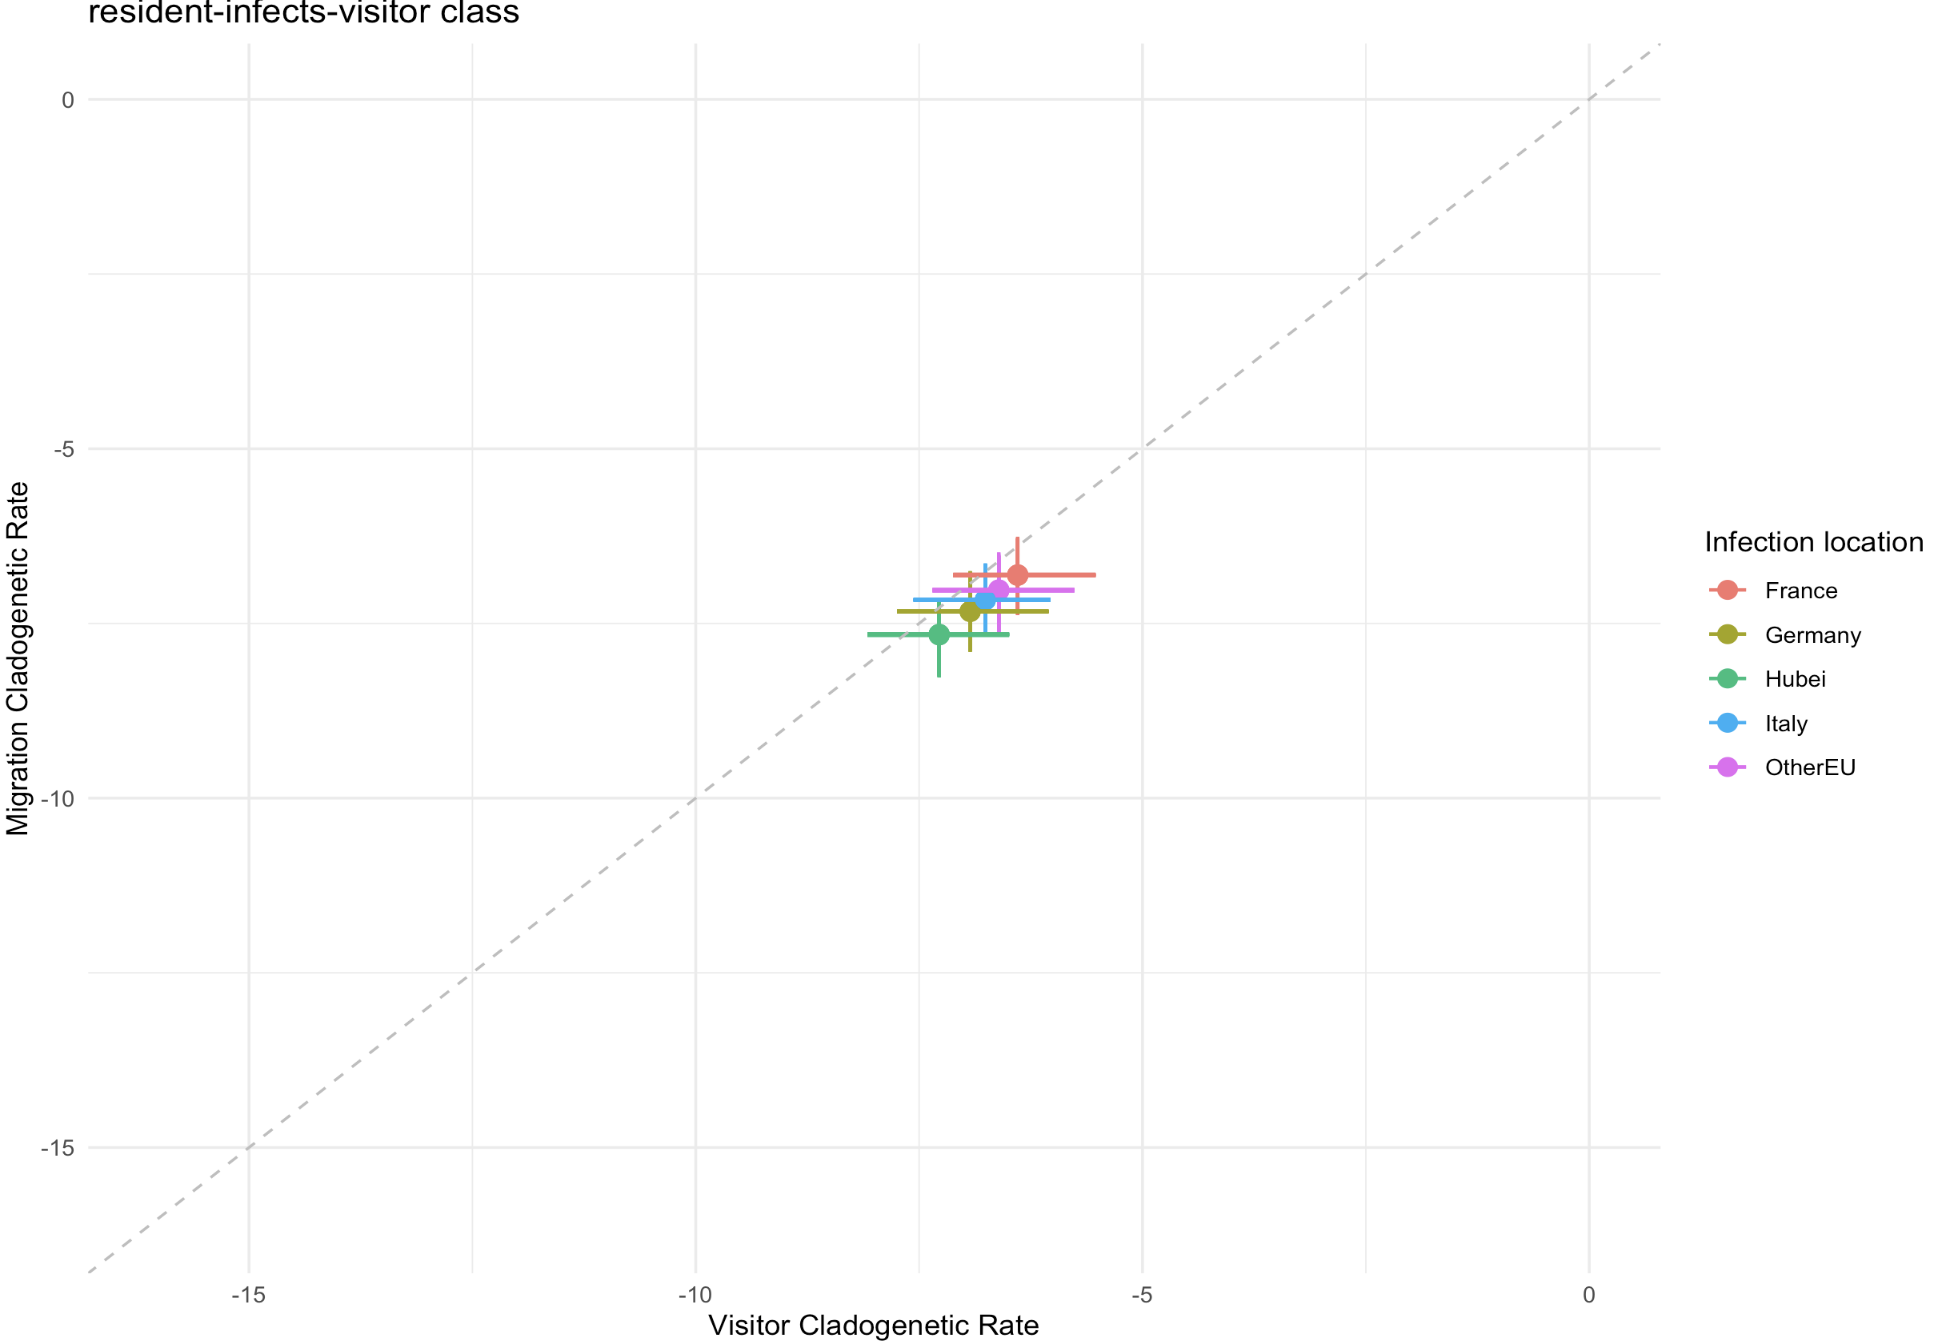 resident-infects-visitor class
0
-5
-10
-15
Migration Cladogenetic Rate
-15
-10
-5
0
Visitor Cladogenetic Rate
Infection location
France
Germany
Hubei
Italy
OtherEU